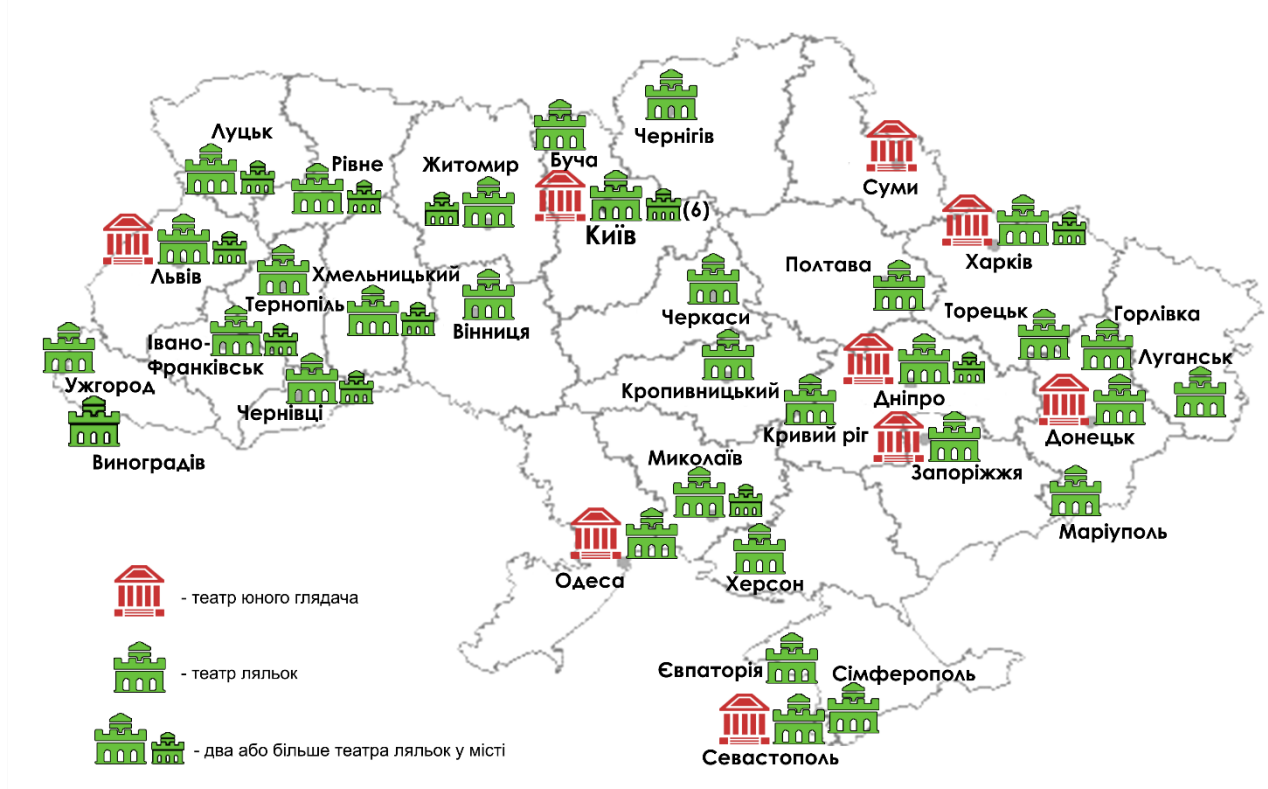 Чернігів
Луцьк
Рівне
Житомир
Буча
Суми
(6)
Київ
Харків
Львів
Хмельницький
Тернопіль
Вінниця
Полтава
Черкаси
Торецьк
Горлівка
Івано-
Франківськ
Луганськ
Ужгород
Чернівці
Кропивницький
Дніпро
Кривий ріг
Донецьк
Виноградів
Миколаїв
Запоріжжя
Маріуполь
Одеса
Херсон
- театр юного глядача
Євпаторія
Сімферополь
- театр ляльок
- два або більше театра ляльок у місті
Севастополь